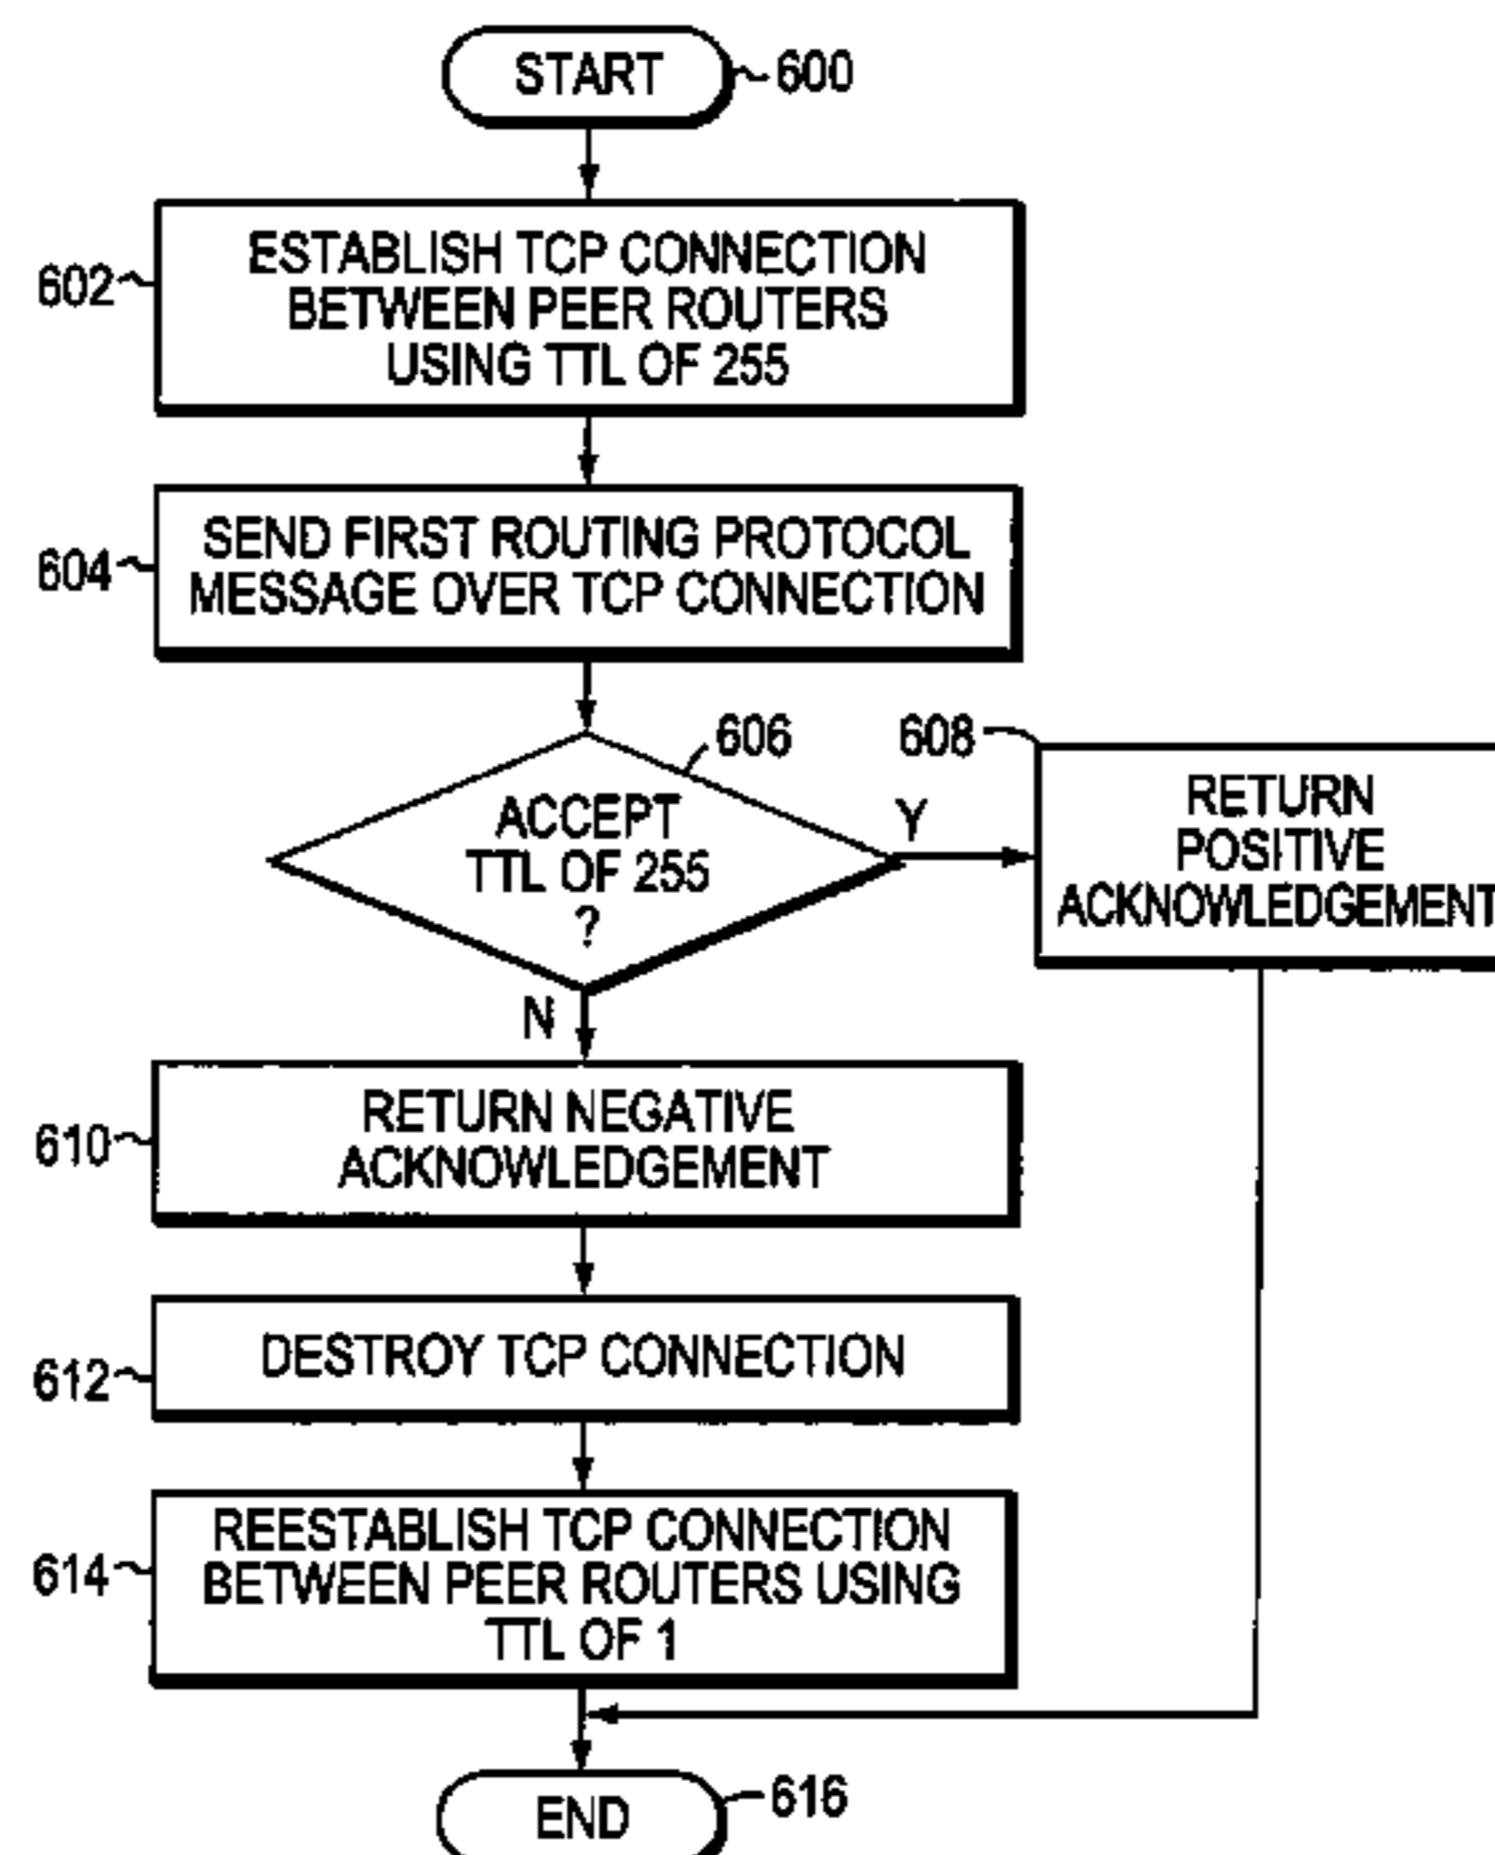 START
600
602
ESTABLISH TCP CONNECTION
BETWEEN PEER ROUTERS
USING TTL OF 255
604
SEND FIRST ROUTING PROTOCOL
MESSAGE OVER TCP CONNECTION
606
ACCEPT
TTL OF 255
?
Y
N
608
RETURN
POSITIVE
ACKNOWLEDGEMENT
610
RETURN NEGATIVE
ACKNOWLEDGEMENT
612
DESTROY TCP CONNECTION
614
REESTABLISH TCP CONNECTION
BETWEEN PEER ROUTERS USING
TTL OF 1
END
616